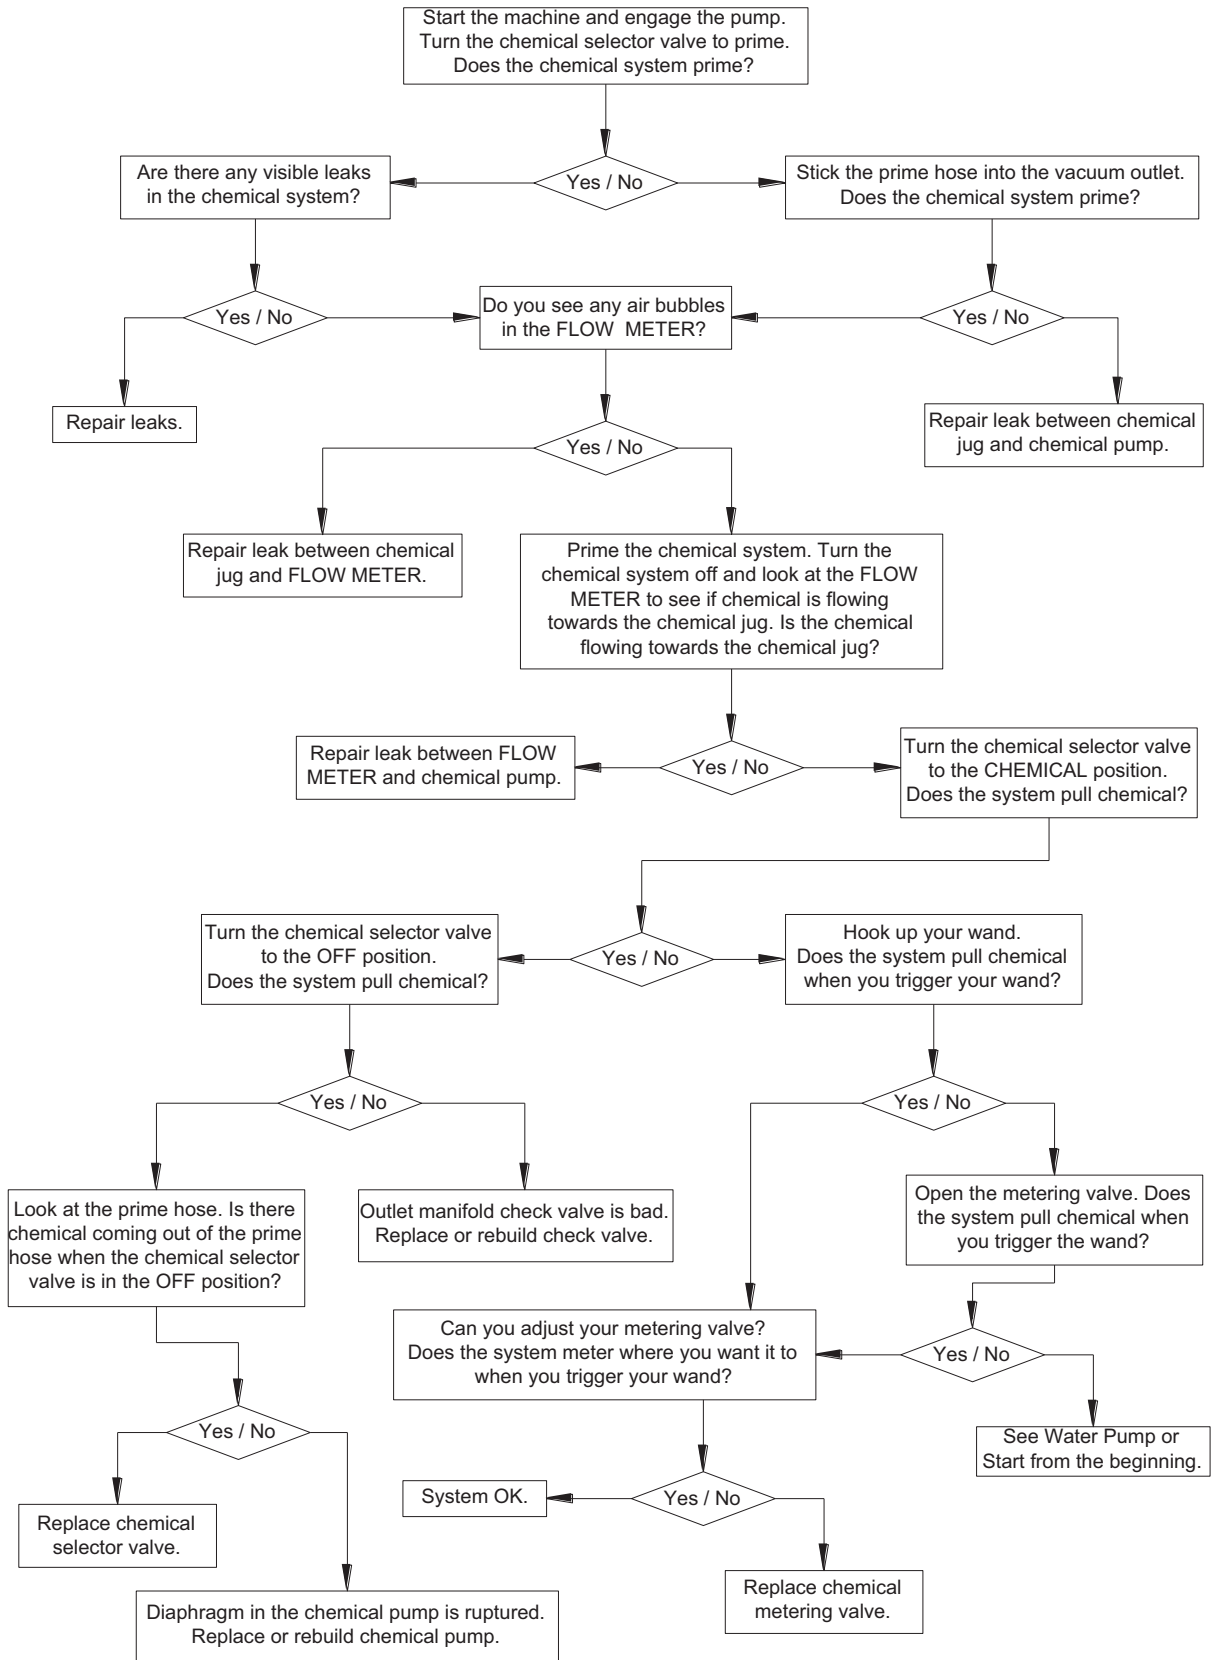 Start the machine and engage the pump.
Turn the chemical selector valve to prime.
Does the chemical system prime?
Are there any visible leaks
in the chemical system?
Yes / No
Stick the prime hose into the vacuum outlet.
Does the chemical system prime?
Yes / No
Do you see any air bubbles
in the FLOW METER?
Yes / No
Repair leaks.
Yes / No
Repair leak between chemical
jug and chemical pump.
Repair leak between chemical
jug and FLOW METER.
Prime the chemical system. Turn the
chemical system off and look at the FLOW
METER to see if chemical is flowing
towards the chemical jug. Is the chemical
flowing towards the chemical jug?
Repair leak between FLOW
METER and chemical pump.
Yes / No
Turn the chemical selector valve
to the CHEMICAL position.
Does the system pull chemical?
Turn the chemical selector valve
to the OFF position.
Does the system pull chemical?
Yes / No
Hook up your wand.
Does the system pull chemical
when you trigger your wand?
Yes / No
Yes / No
Look at the prime hose. Is there
chemical coming out of the prime
hose when the chemical selector
valve is in the OFF position?
Outlet manifold check valve is bad.
Replace or rebuild check valve.
Open the metering valve. Does
the system pull chemical when
you trigger the wand?
Can you adjust your metering valve?
Does the system meter where you want it to
when you trigger your wand?
Yes / No
Yes / No
See Water Pump or
Start from the beginning.
System OK.
Yes / No
Replace chemical
selector valve.
Replace chemical
metering valve.
Diaphragm in the chemical pump is ruptured.
Replace or rebuild chemical pump.